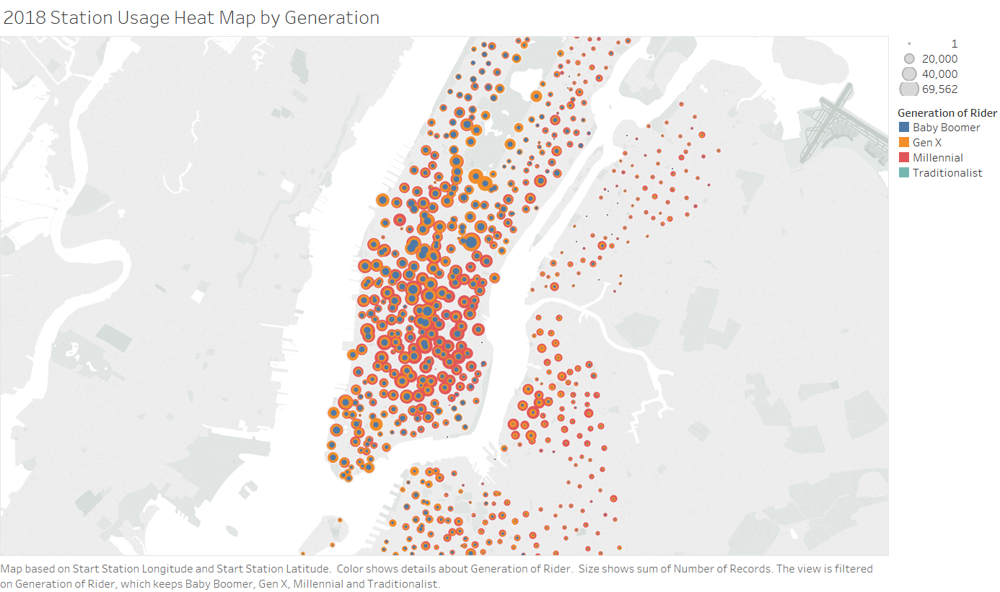 2018 Station Usage Heat Map by Generation
1
20,000
40,000
69,562
Generation of Rider
Baby Boomer
Gen X
Millennial
Traditionalist
Map based on Start Station Longitude and Start Station Latitude.  Color shows details about Generation of Rider.  Size shows sum of Number of Records. The view is filtered
on Generation of Rider, which keeps Baby Boomer, Gen X, Millennial and Traditionalist.